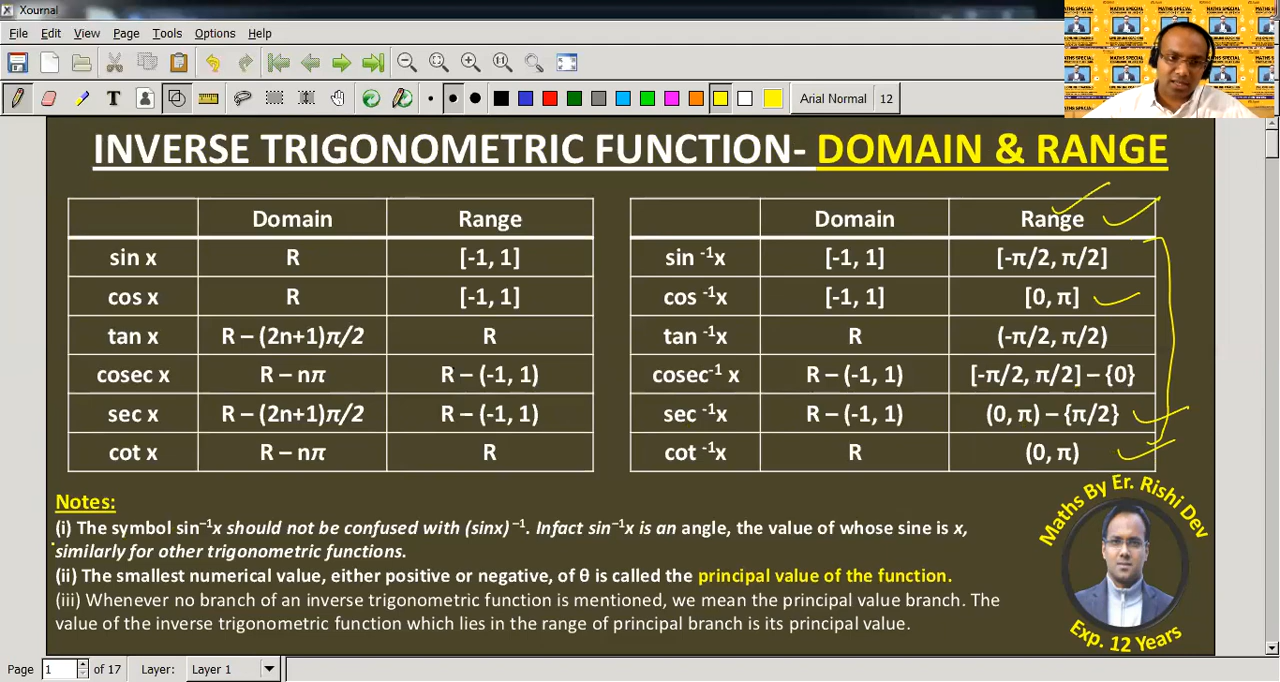 Xournal
File Edit View Page Tools Options Help
Arial Normal 12
INVERSE TRIGONOMETRIC FUNCTION- DOMAIN & RANGE
Domain Range
sin x R [-1, 1]
cos x R [-1, 1]
tan x R – (2n+1)π/2 R
cosec x R – nπ R – (-1, 1)
sec x R – (2n+1)π/2 R – (-1, 1)
cot x R – nπ R
Domain Range
sin ⁻¹x [-1, 1] [-π/2, π/2]
cos ⁻¹x [-1, 1] [0, π]
tan ⁻¹x R (-π/2, π/2)
cosec⁻¹ x R – (-1, 1) [-π/2, π/2] – {0}
sec ⁻¹x R – (-1, 1) (0, π) – {π/2}
cot ⁻¹x R (0, π)
Notes:
(i) The symbol sin⁻¹x should not be confused with (sinx) ⁻¹. Infact sin⁻¹x is an angle, the value of whose sine is x,
similarly for other trigonometric functions.
(ii) The smallest numerical value, either positive or negative, of θ is called the principal value of the function.
(iii) Whenever no branch of an inverse trigonometric function is mentioned, we mean the principal value branch. The
value of the inverse trigonometric function which lies in the range of principal branch is its principal value.
Maths By Er. Rishi Dev
Exp. 12 Years
Page 1 of 17 Layer: Layer 1